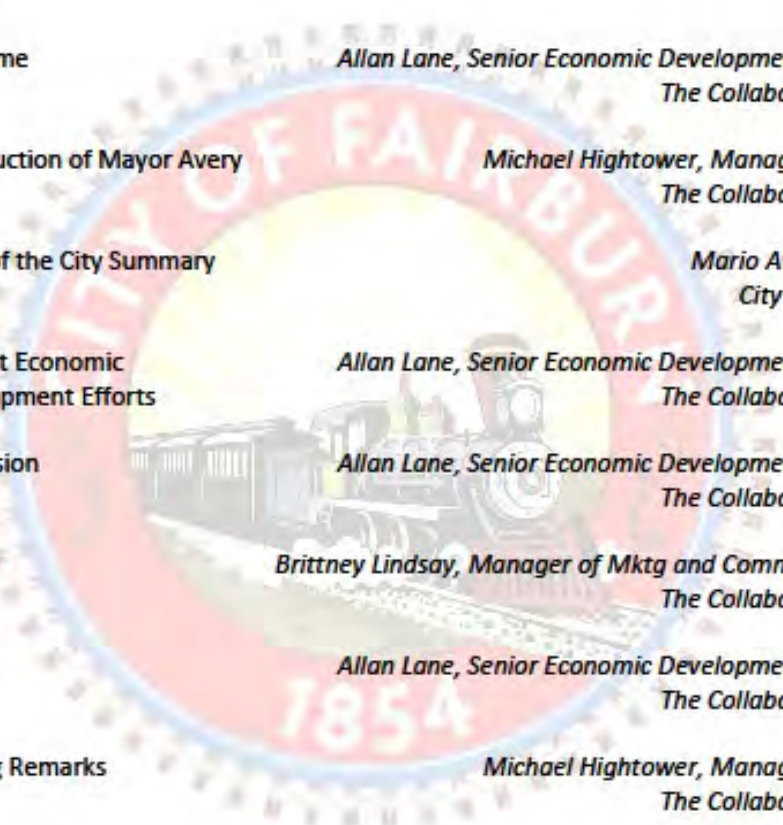 me Allan Lane, Senior Economic Developme
The Collabo
uction of Mayor Avery Michael Hightower, Manag
The Collabo
of the City Summary Mario A
City
t Economic Allan Lane, Senior Economic Developme
pment Efforts The Collabo
sion Allan Lane, Senior Economic Developme
The Collabo
Brittney Lindsay, Manager of Mktg and Comm
The Collabo
Allan Lane, Senior Economic Developme
The Collabo
g Remarks Michael Hightower, Manag
The Collabo
CITY OF FAIRBURN
1854